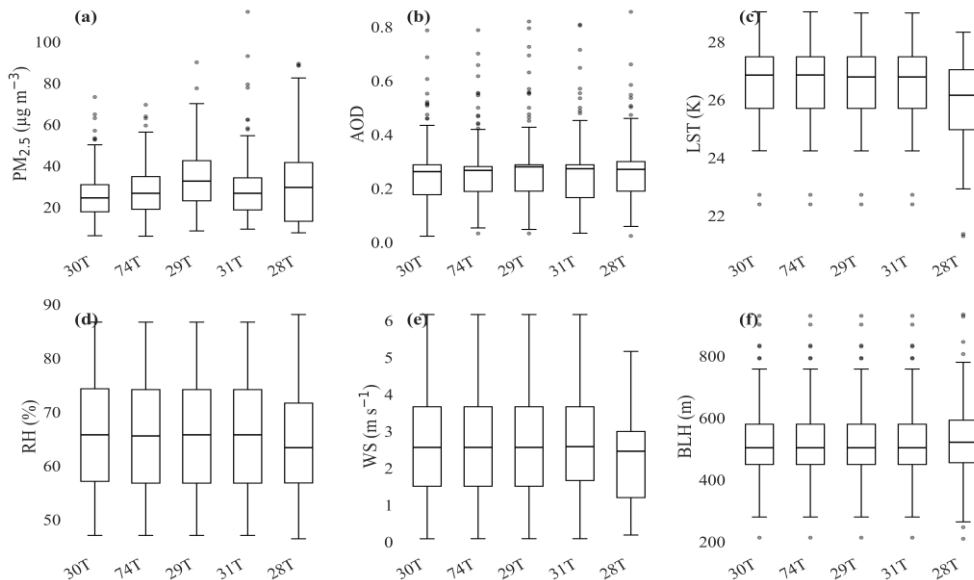 (a)
PM2.5 (µg m−3)
100
80
60
40
20
30T 74T 29T 31T 28T
(b)
AOD
0.8
0.6
0.4
0.2
0.0
30T 74T 29T 31T 28T
(c)
LST (K)
28
26
24
22
30T 74T 29T 31T 28T
(d)
RH (%)
90
80
70
60
50
30T 74T 29T 31T 28T
(e)
WS (m s−1)
6
5
4
3
2
1
0
30T 74T 29T 31T 28T
(f)
BLH (m)
800
600
400
200
30T 74T 29T 31T 28T